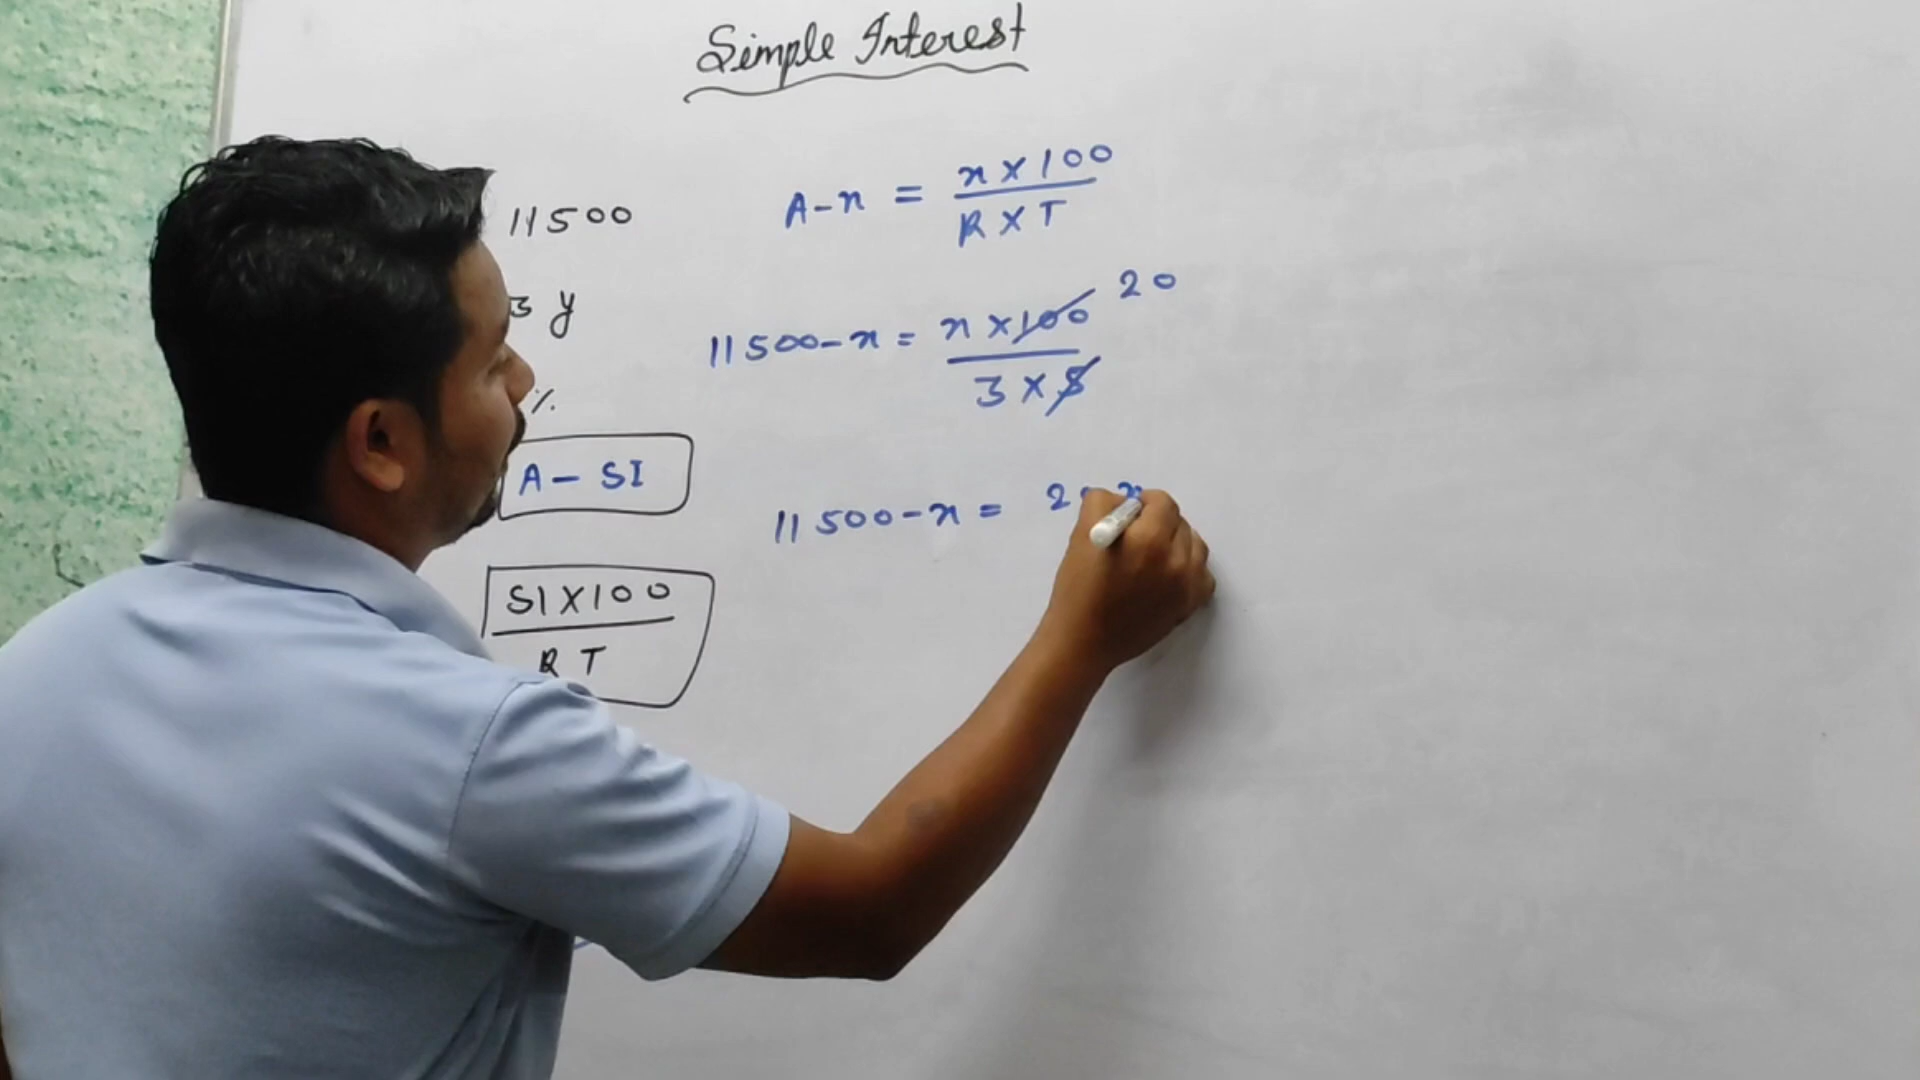 Simple Interest
11500
3 y
%
A - SI
SI X 100
R T
A - x = x X 100
R X T
11500 - x = x X 100 20
3 X 5
11500 - x = 20 x